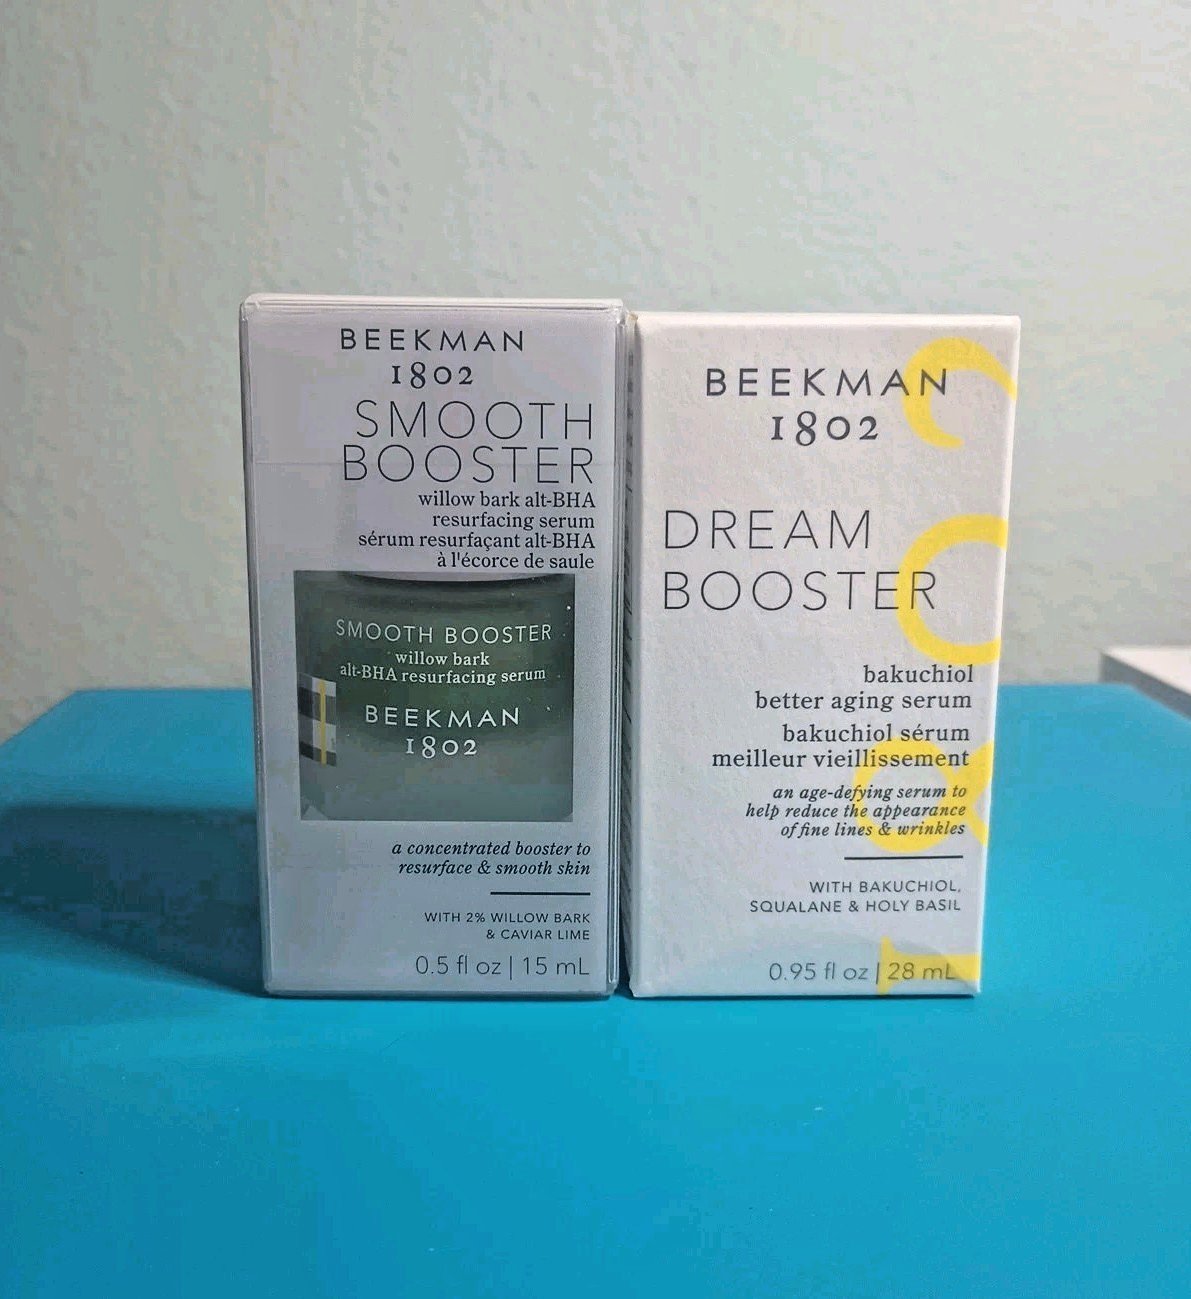 BEEKMAN
1802
SMOOTH
BOOSTER
willow bark alt-BHA
resurfacing serum
sérum resurfaçant alt-BHA
à l'écorce de saule
SMOOTH BOOSTER
willow bark
alt-BHA resurfacing serum
BEEKMAN
1802
a concentrated booster to
resurface & smooth skin
WITH 2% WILLOW BARK
& CAVIAR LIME
0.5 fl oz | 15 mL
BEEKMAN
1802
DREAM
BOOSTER
bakuchiol
better aging serum
bakuchiol sérum
meilleur vieillissement
an age-defying serum to
help reduce the appearance
of fine lines & wrinkles
WITH BAKUCHIOL,
SQUALANE & HOLY BASIL
0.95 fl oz | 28 mL